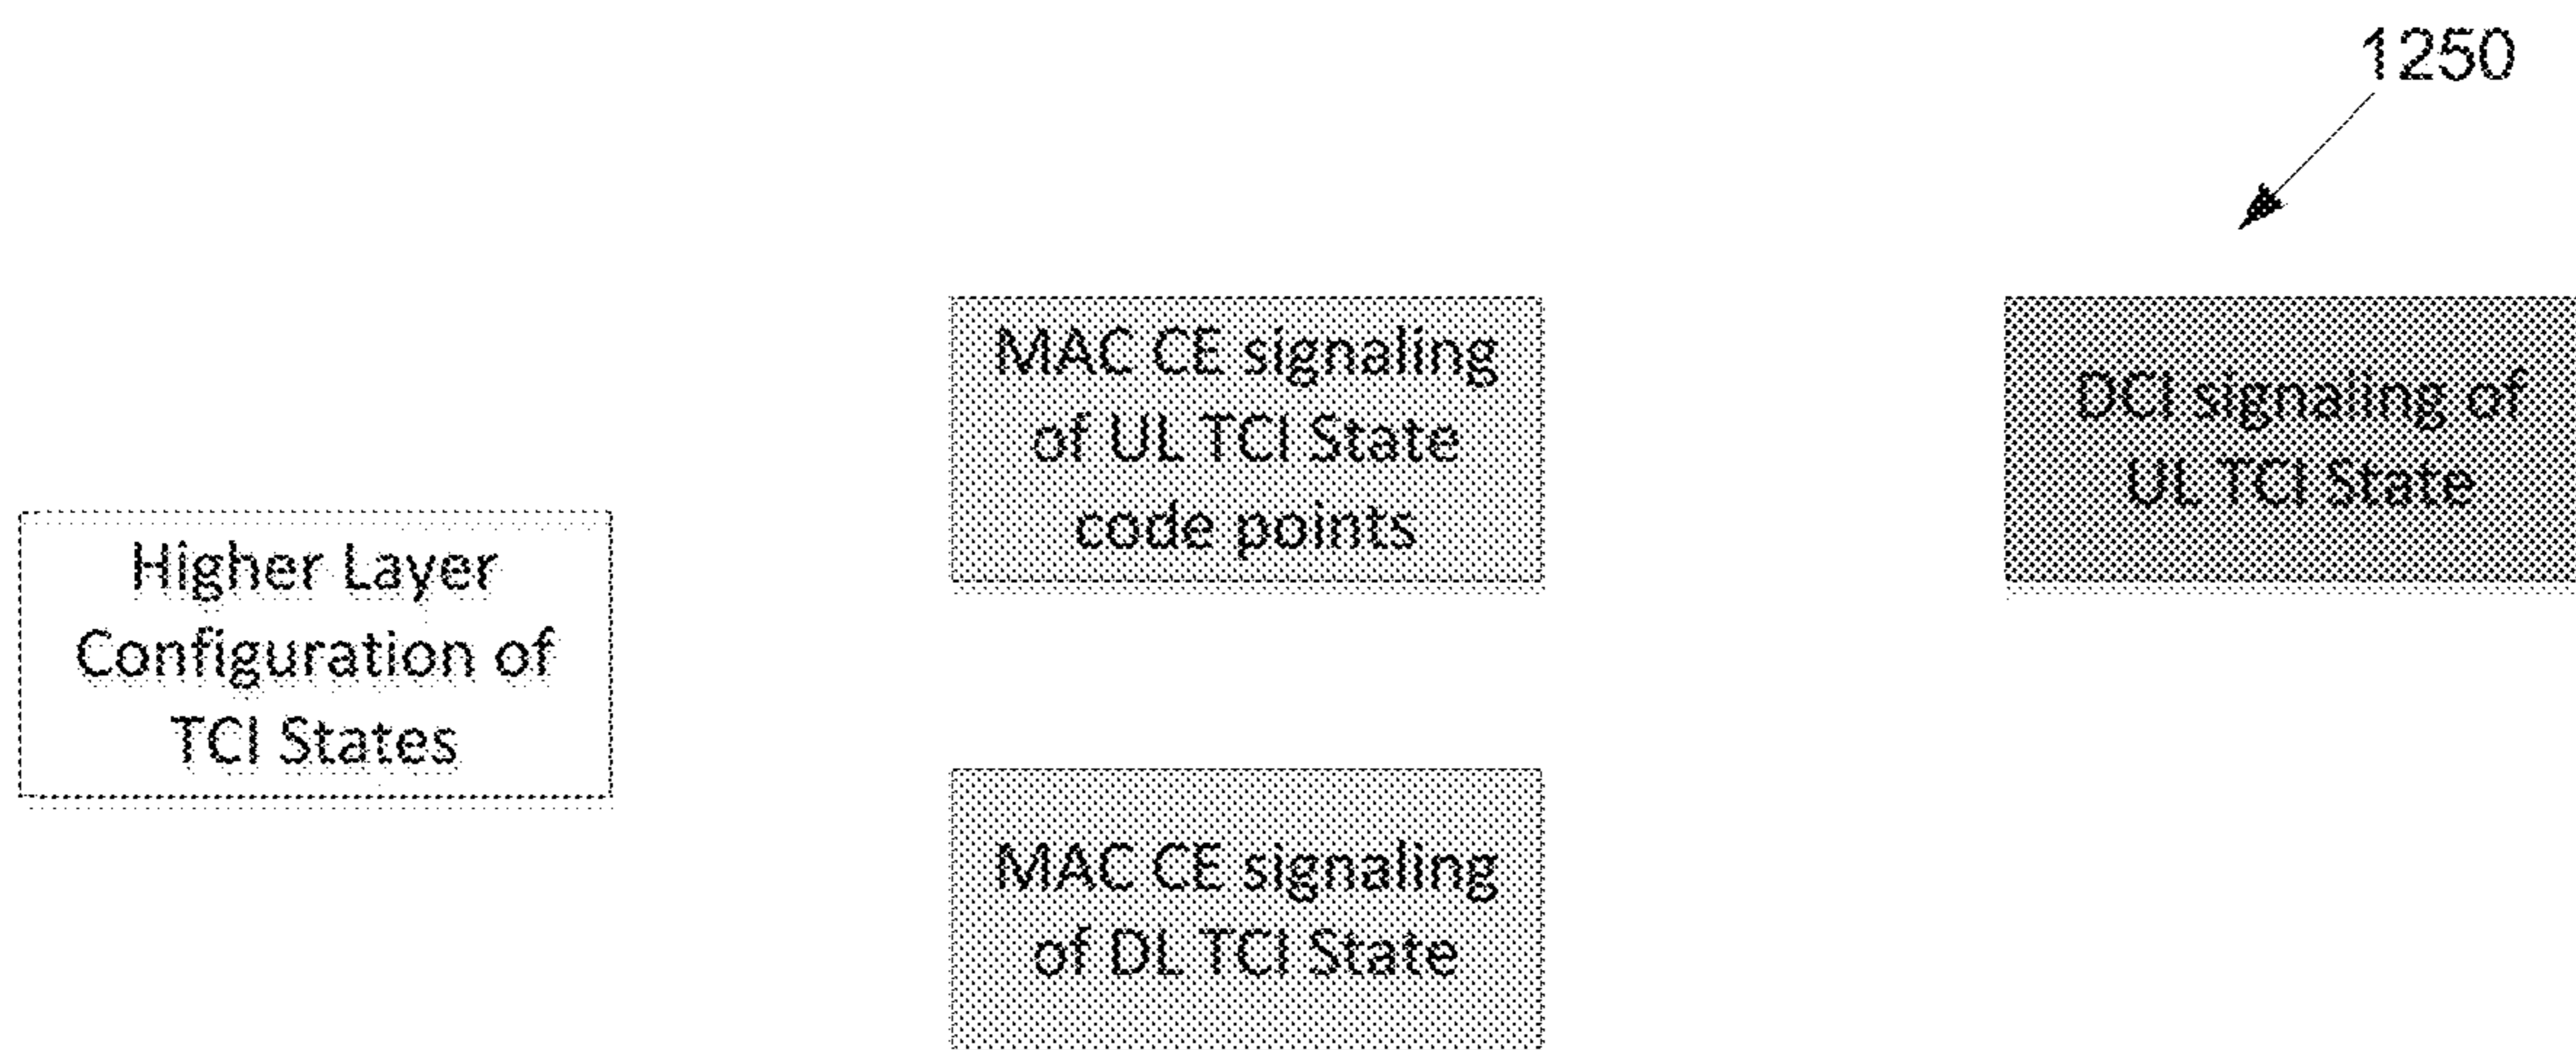 1250
Higher Layer
Configuration of
TCI States
MAC CE signaling
of UL TCI State
code points
MAC CE signaling
of DL TCI State
DCI signaling of
UL TCI State